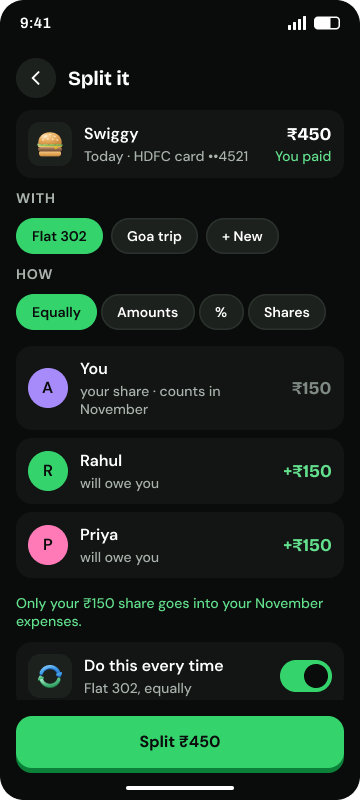 9:41
Split it
Swiggy
₹450
Today · HDFC card ••4521
You paid
WITH
Flat 302
Goa trip
+ New
HOW
Equally
Amounts
%
Shares
A
You
your share · counts in
November
₹150
R
Rahul
will owe you
+₹150
P
Priya
will owe you
+₹150
Only your ₹150 share goes into your November
expenses.
Do this every time
Flat 302, equally
Split ₹450